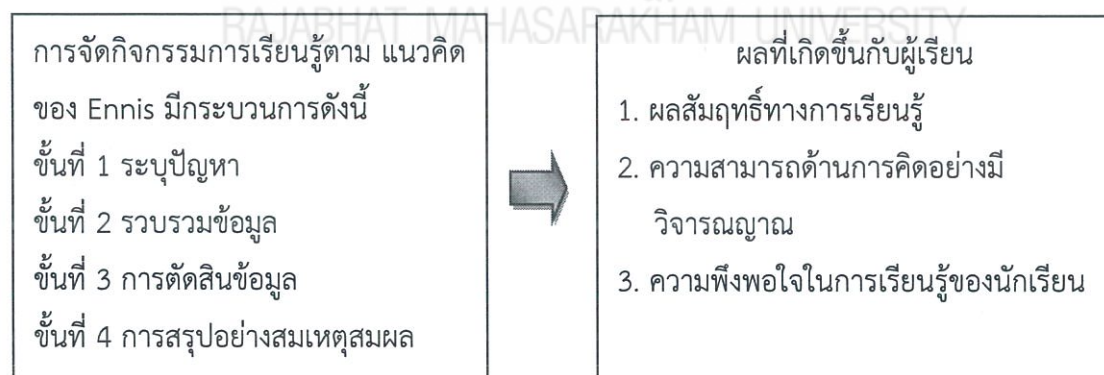 RAJABHAT MAHASARAKHAM UNIVERSITY
การจัดกิจกรรมการเรียนรู้ตาม แนวคิด
ของ Ennis มีกระบวนการดังนี้
ขั้นที่ 1 ระบุปัญหา
ขั้นที่ 2 รวบรวมข้อมูล
ขั้นที่ 3 การตัดสินข้อมูล
ขั้นที่ 4 การสรุปอย่างสมเหตุสมผล
ผลที่เกิดขึ้นกับผู้เรียน
1. ผลสัมฤทธิ์ทางการเรียนรู้
2. ความสามารถด้านการคิดอย่างมี
วิจารณญาณ
3. ความพึงพอใจในการเรียนรู้ของนักเรียน